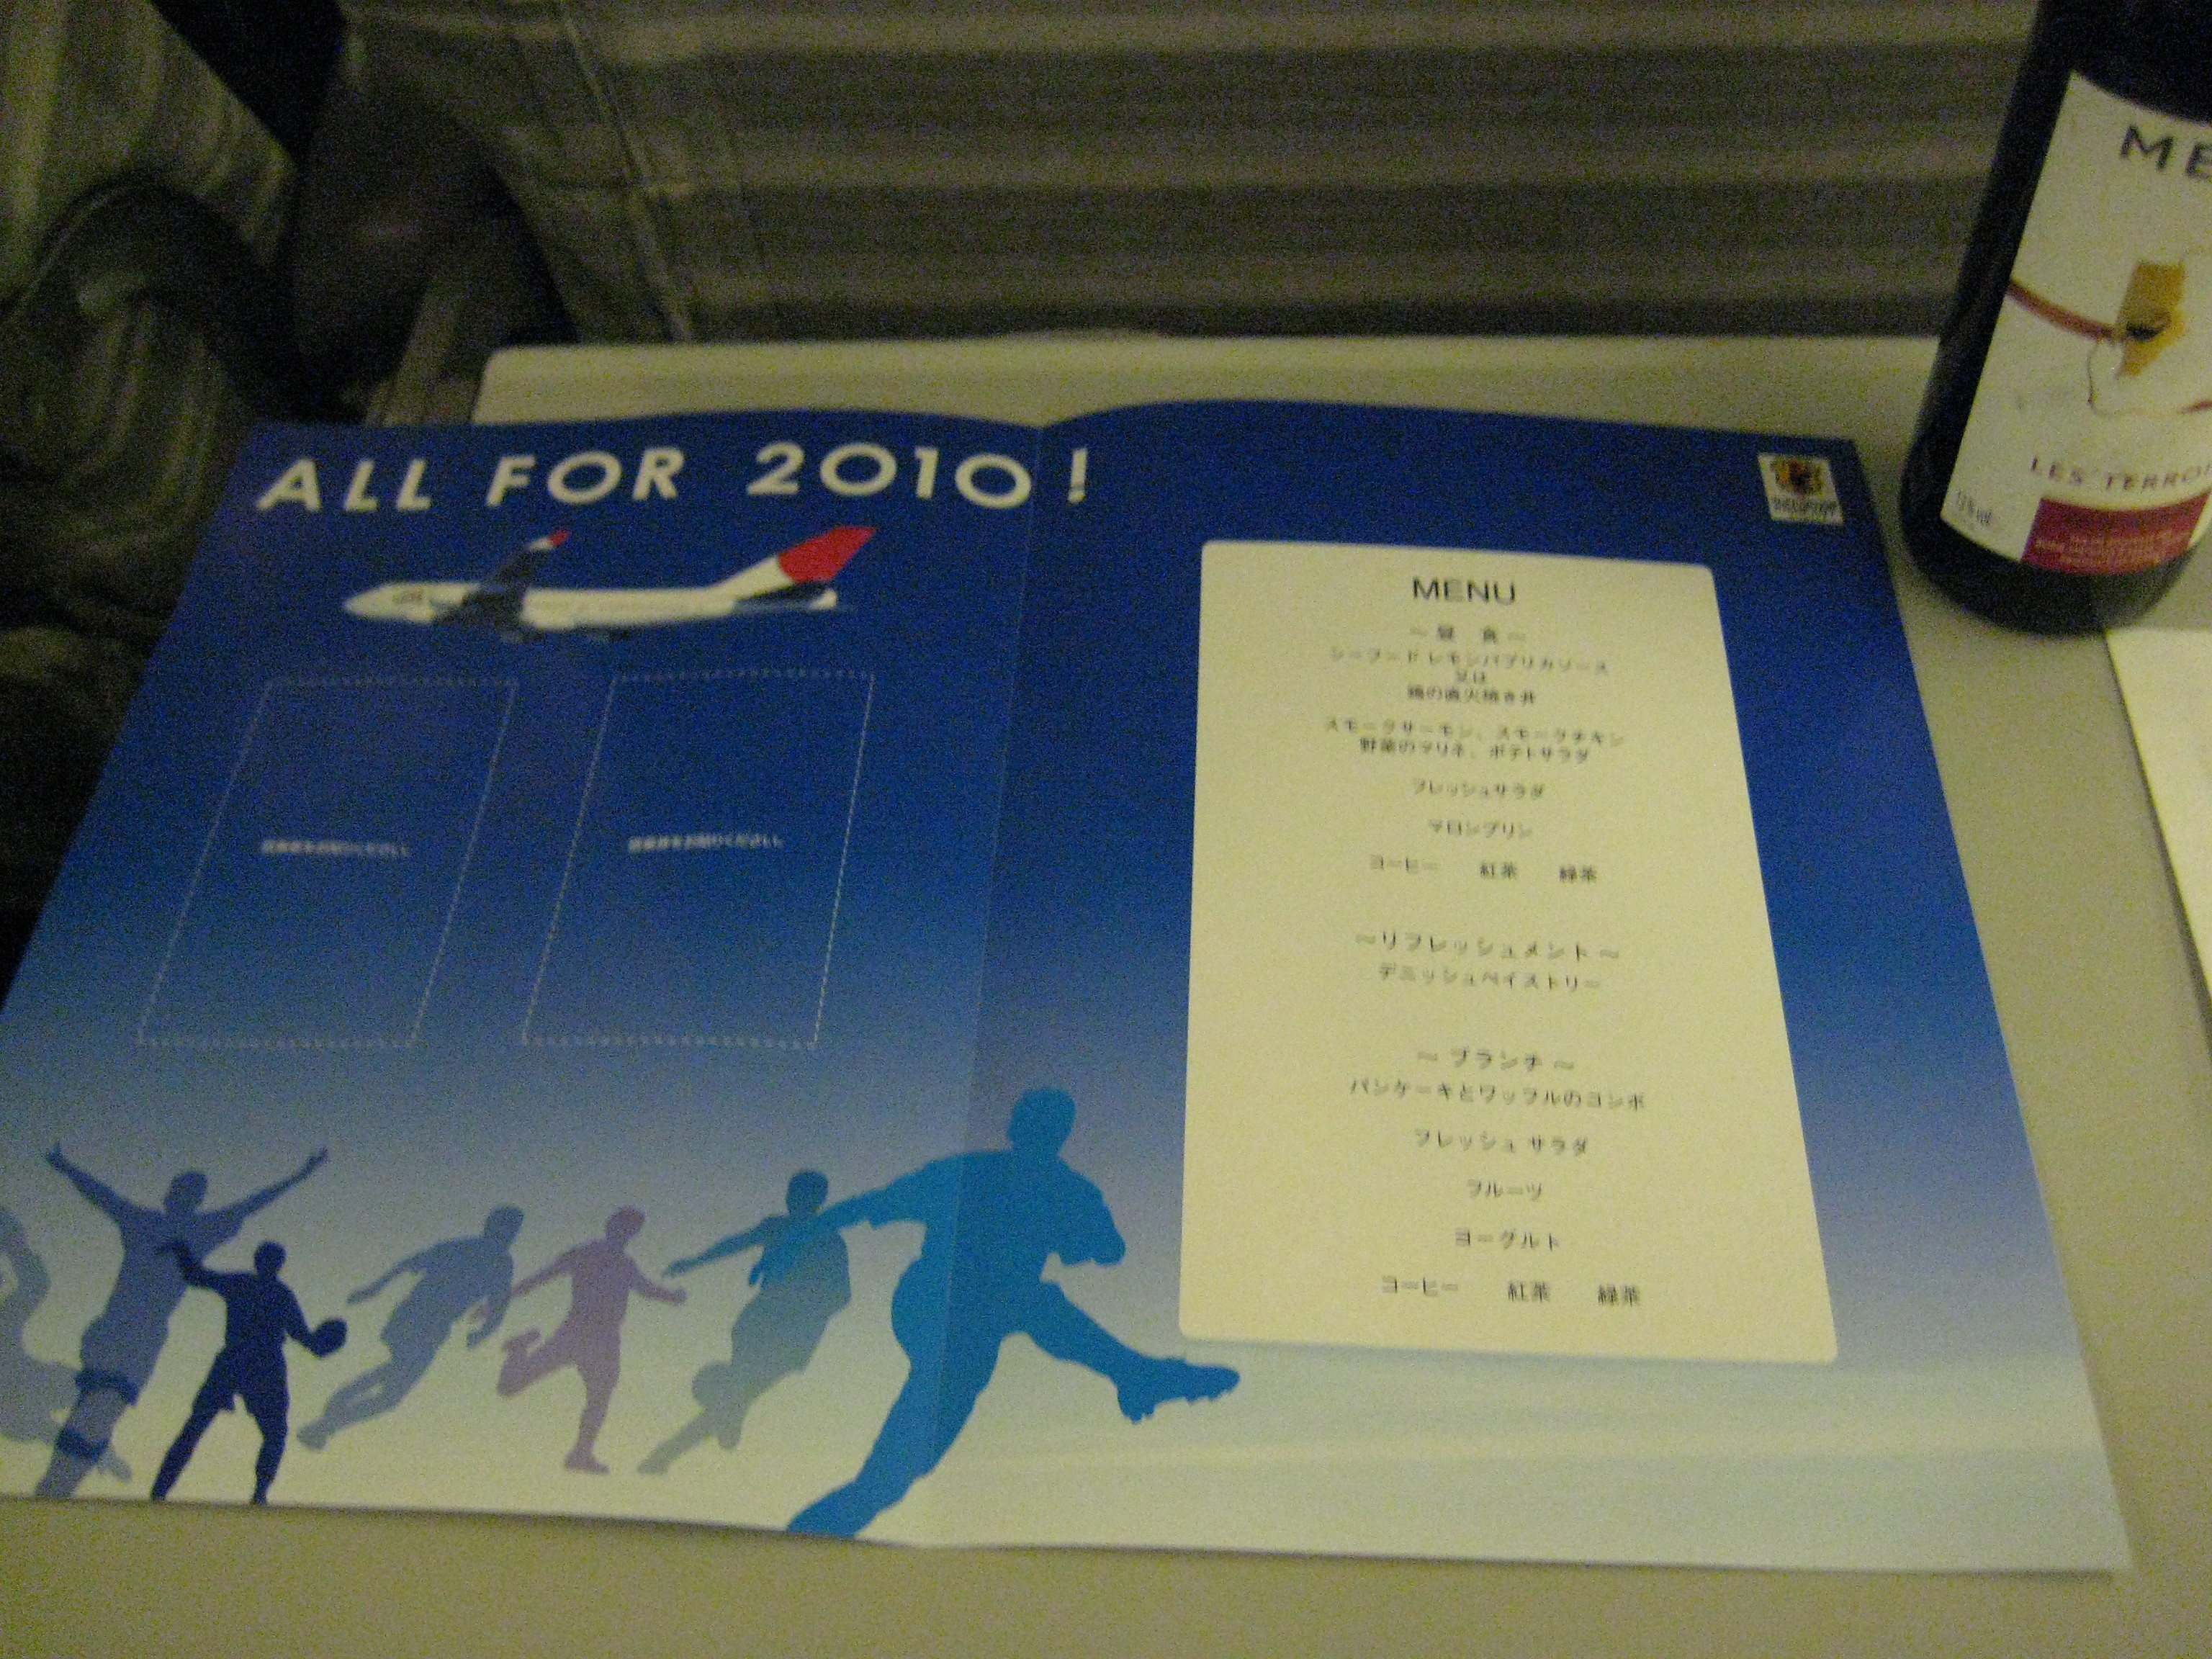 ALL FOR 2010!
MENU
～ 昼 食 ～
シーフード レモンパプリカソース
又は
鶏の直火焼き丼
スモークサーモン、スモークチキン
野菜のマリネ、ポテトサラダ
フレッシュサラダ
マロンプリン
コーヒー 紅茶 緑茶
～リフレッシュメント～
デニッシュペイストリー
～ ブランチ ～
パンケーキとワッフルのコンボ
フレッシュ サラダ
フルーツ
ヨーグルト
コーヒー 紅茶 緑茶
ME
LES TERRO